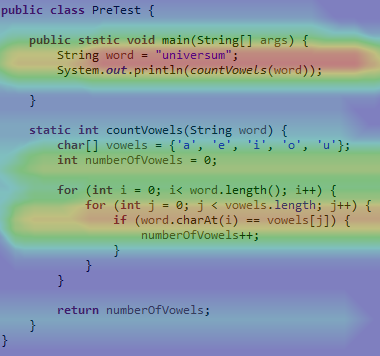 public class PreTest {
public static void main(String[] args) {
String word = "universum";
System.out.println(countVowels(word));
}
static int countVowels(String word) {
char[] vowels = {'a', 'e', 'i', 'o', 'u'};
int numberOfVowels = 0;
for (int i = 0; i< word.length(); i++) {
for (int j = 0; j < vowels.length; j++) {
if (word.charAt(i) == vowels[j]) {
numberOfVowels++;
}
}
}
return numberOfVowels;
}
}